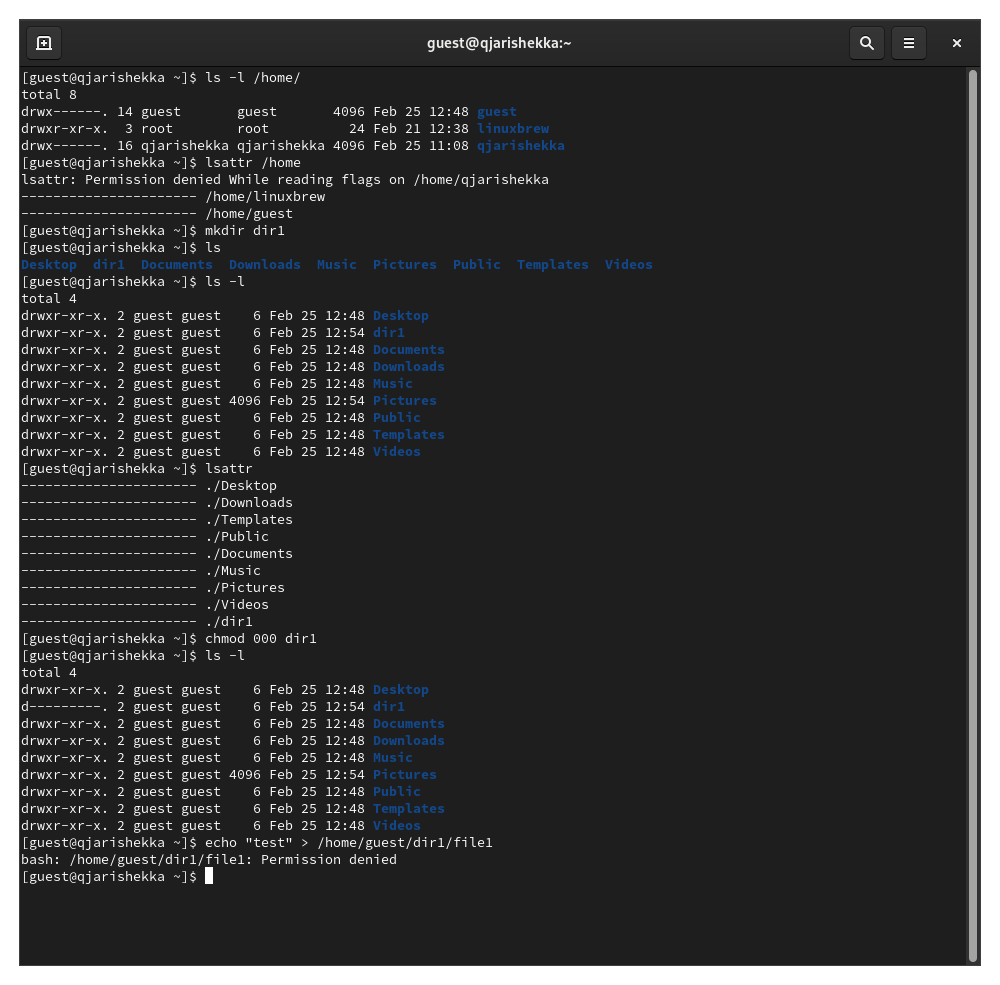 guest@qjarishekka:~
[guest@qjarishekka ~]$ ls -l /home/
total 8
drwx------. 14 guest       guest       4096 Feb 25 12:48 guest
drwxr-xr-x.  3 root        root          24 Feb 21 12:38 linuxbrew
drwx------. 16 qjarishekka qjarishekka 4096 Feb 25 11:08 qjarishekka
[guest@qjarishekka ~]$ lsattr /home
lsattr: Permission denied While reading flags on /home/qjarishekka
---------------------- /home/linuxbrew
---------------------- /home/guest
[guest@qjarishekka ~]$ mkdir dir1
[guest@qjarishekka ~]$ ls
Desktop  dir1  Documents  Downloads  Music  Pictures  Public  Templates  Videos
[guest@qjarishekka ~]$ ls -l
total 4
drwxr-xr-x. 2 guest guest    6 Feb 25 12:48 Desktop
drwxr-xr-x. 2 guest guest    6 Feb 25 12:54 dir1
drwxr-xr-x. 2 guest guest    6 Feb 25 12:48 Documents
drwxr-xr-x. 2 guest guest    6 Feb 25 12:48 Downloads
drwxr-xr-x. 2 guest guest    6 Feb 25 12:48 Music
drwxr-xr-x. 2 guest guest 4096 Feb 25 12:54 Pictures
drwxr-xr-x. 2 guest guest    6 Feb 25 12:48 Public
drwxr-xr-x. 2 guest guest    6 Feb 25 12:48 Templates
drwxr-xr-x. 2 guest guest    6 Feb 25 12:48 Videos
[guest@qjarishekka ~]$ lsattr
---------------------- ./Desktop
---------------------- ./Downloads
---------------------- ./Templates
---------------------- ./Public
---------------------- ./Documents
---------------------- ./Music
---------------------- ./Pictures
---------------------- ./Videos
---------------------- ./dir1
[guest@qjarishekka ~]$ chmod 000 dir1
[guest@qjarishekka ~]$ ls -l
total 4
drwxr-xr-x. 2 guest guest    6 Feb 25 12:48 Desktop
d---------. 2 guest guest    6 Feb 25 12:54 dir1
drwxr-xr-x. 2 guest guest    6 Feb 25 12:48 Documents
drwxr-xr-x. 2 guest guest    6 Feb 25 12:48 Downloads
drwxr-xr-x. 2 guest guest    6 Feb 25 12:48 Music
drwxr-xr-x. 2 guest guest 4096 Feb 25 12:54 Pictures
drwxr-xr-x. 2 guest guest    6 Feb 25 12:48 Public
drwxr-xr-x. 2 guest guest    6 Feb 25 12:48 Templates
drwxr-xr-x. 2 guest guest    6 Feb 25 12:48 Videos
[guest@qjarishekka ~]$ echo "test" > /home/guest/dir1/file1
bash: /home/guest/dir1/file1: Permission denied
[guest@qjarishekka ~]$